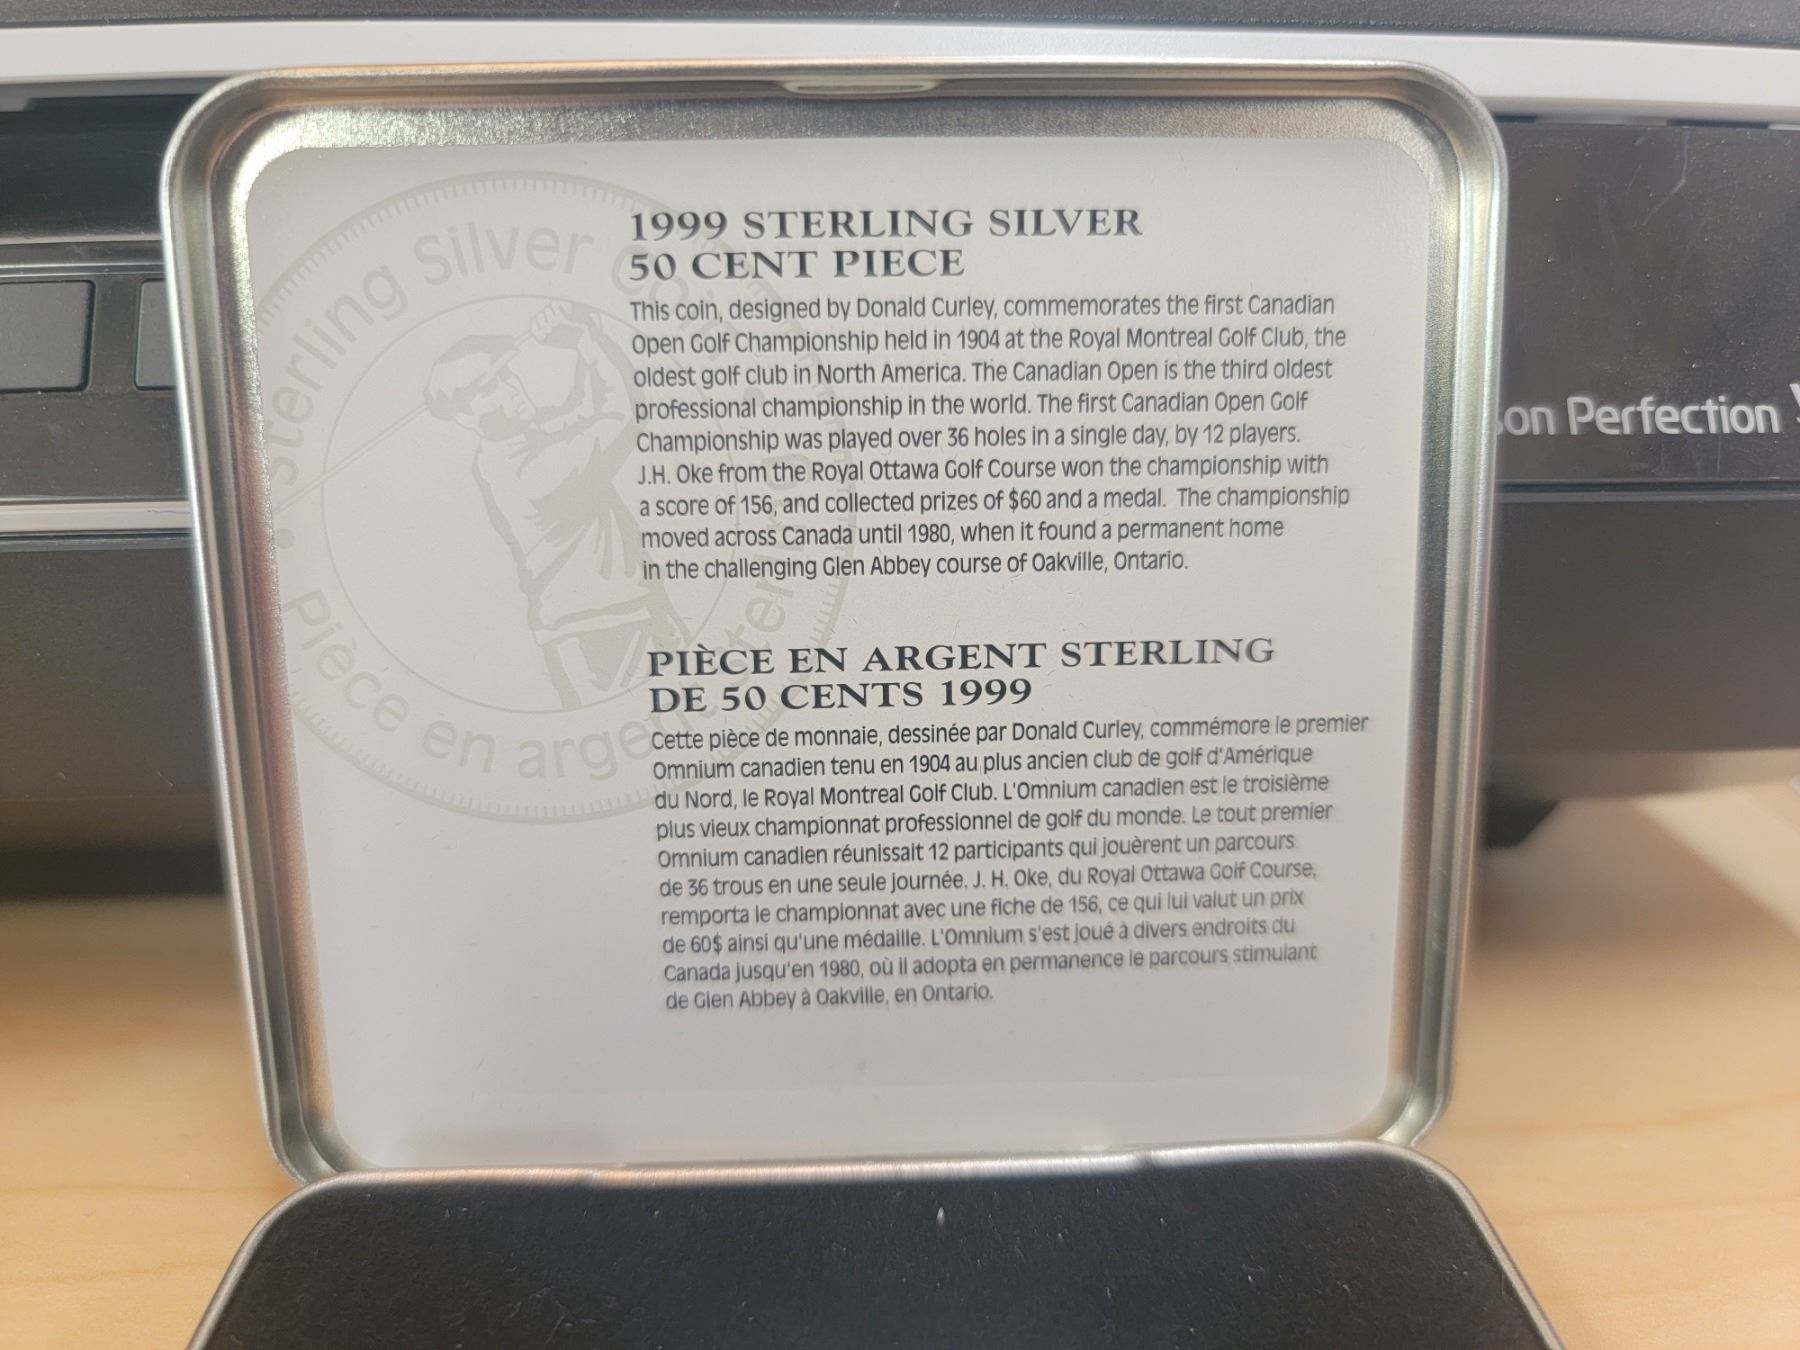 1999 STERLING SILVER
50 CENT PIECE
This coin, designed by Donald Curley, commemorates the first Canadian
Open Golf Championship held in 1904 at the Royal Montreal Golf Club, the
oldest golf club in North America. The Canadian Open is the third oldest
professional championship in the world. The first Canadian Open Golf
Championship was played over 36 holes in a single day, by 12 players.
J.H. Oke from the Royal Ottawa Golf Course won the championship with
a score of 156, and collected prizes of $60 and a medal. The championship
moved across Canada until 1980, when it found a permanent home
in the challenging Glen Abbey course of Oakville, Ontario.
PIÈCE EN ARGENT STERLING
DE 50 CENTS 1999
Cette pièce de monnaie, dessinée par Donald Curley, commémore le premier
Omnium canadien tenu en 1904 au plus ancien club de golf d'Amérique
du Nord, le Royal Montreal Golf Club. L'Omnium canadien est le troisième
plus vieux championnat professionnel de golf du monde. Le tout premier
Omnium canadien réunissait 12 participants qui jouèrent un parcours
de 36 trous en une seule journée. J. H. Oke, du Royal Ottawa Golf Course,
remporta le championnat avec une fiche de 156, ce qui lui valut un prix
de 60$ ainsi qu'une médaille. L'Omnium s'est joué à divers endroits du
Canada jusqu'en 1980, où il adopta en permanence le parcours stimulant
de Glen Abbey à Oakville, en Ontario.
Sterling Silver Coin
Pièce en argent sterling
Perfection